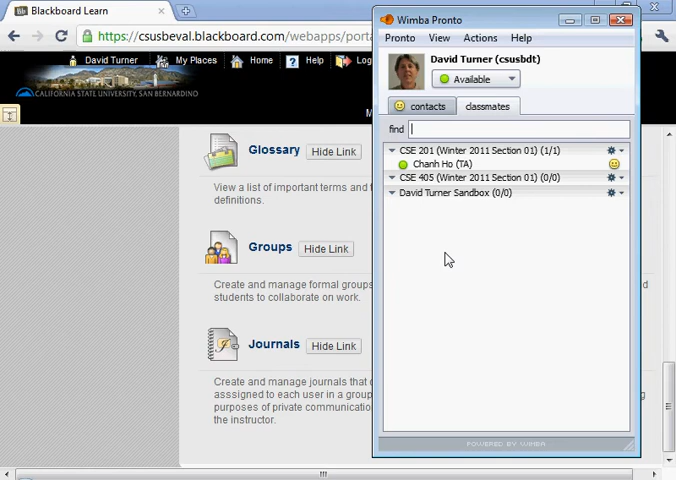 Blackboard Learn
https://csusbeval.blackboard.com/webapps/porta
David Turner
My Places
Home
Help
Log
CALIFORNIA STATE UNIVERSITY, SAN BERNARDINO
M
Glossary
Hide Link
View a list of important terms and
definitions.
Groups
Hide Link
Create and manage formal groups
students to collaborate on work.
d
Journals
Hide Link
Create and manage journals that
asssigned to each user in a group
purposes of private communication
the instructor.
Wimba Pronto
Pronto
View
Actions
Help
David Turner (csusbdt)
Available
contacts
classmates
find
CSE 201 (Winter 2011 Section 01) (1/1)
Chanh Ho (TA)
CSE 405 (Winter 2011 Section 01) (0/0)
David Turner Sandbox (0/0)
POWERED BY WIMBA